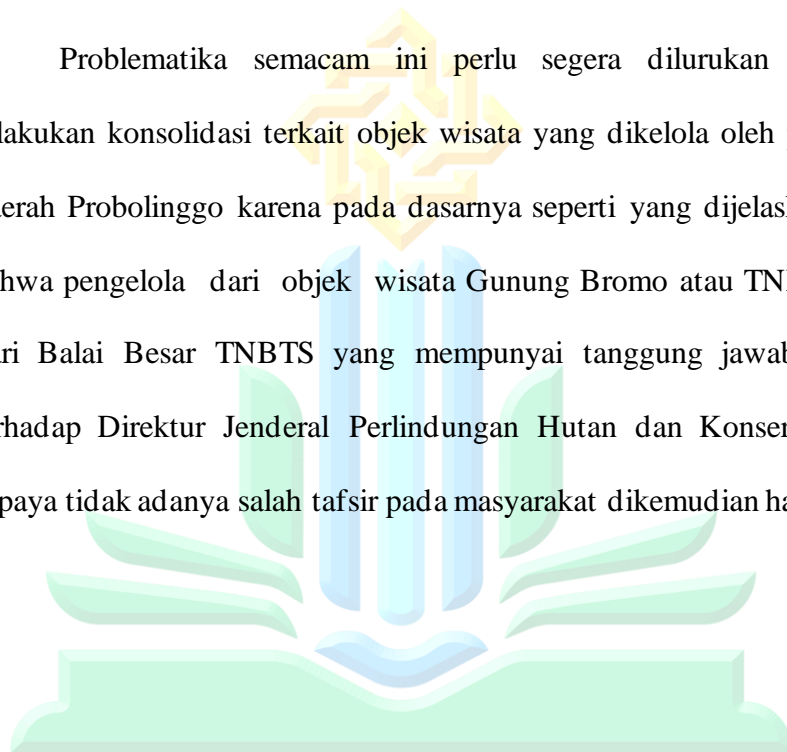 Problematika semacam ini perlu segera dilurukan
lakukan konsolidasi terkait objek wisata yang dikelola oleh
erah Probolinggo karena pada dasarnya seperti yang dijelas
hwa pengelola dari objek wisata Gunung Bromo atau TN
ari Balai Besar TNBTS yang mempunyai tanggung jawab
rhadap Direktur Jenderal Perlindungan Hutan dan Konser
paya tidak adanya salah tafsir pada masyarakat dikemudian ha